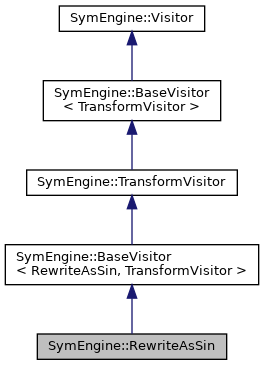 SymEngine::Visitor
SymEngine::BaseVisitor
< TransformVisitor >
SymEngine::TransformVisitor
SymEngine::BaseVisitor
< RewriteAsSin, TransformVisitor >
SymEngine::RewriteAsSin